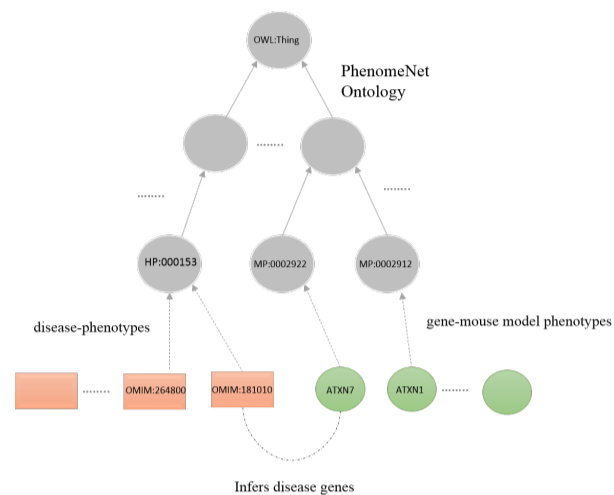 OWL:Thing
PhenomeNet
Ontology
........
........
........
HP:000153
MP:0002922
MP:0002912
disease-phenotypes
gene-mouse model phenotypes
........
OMIM:264800
OMIM:181010
ATXN7
ATXN1
........
Infers disease genes